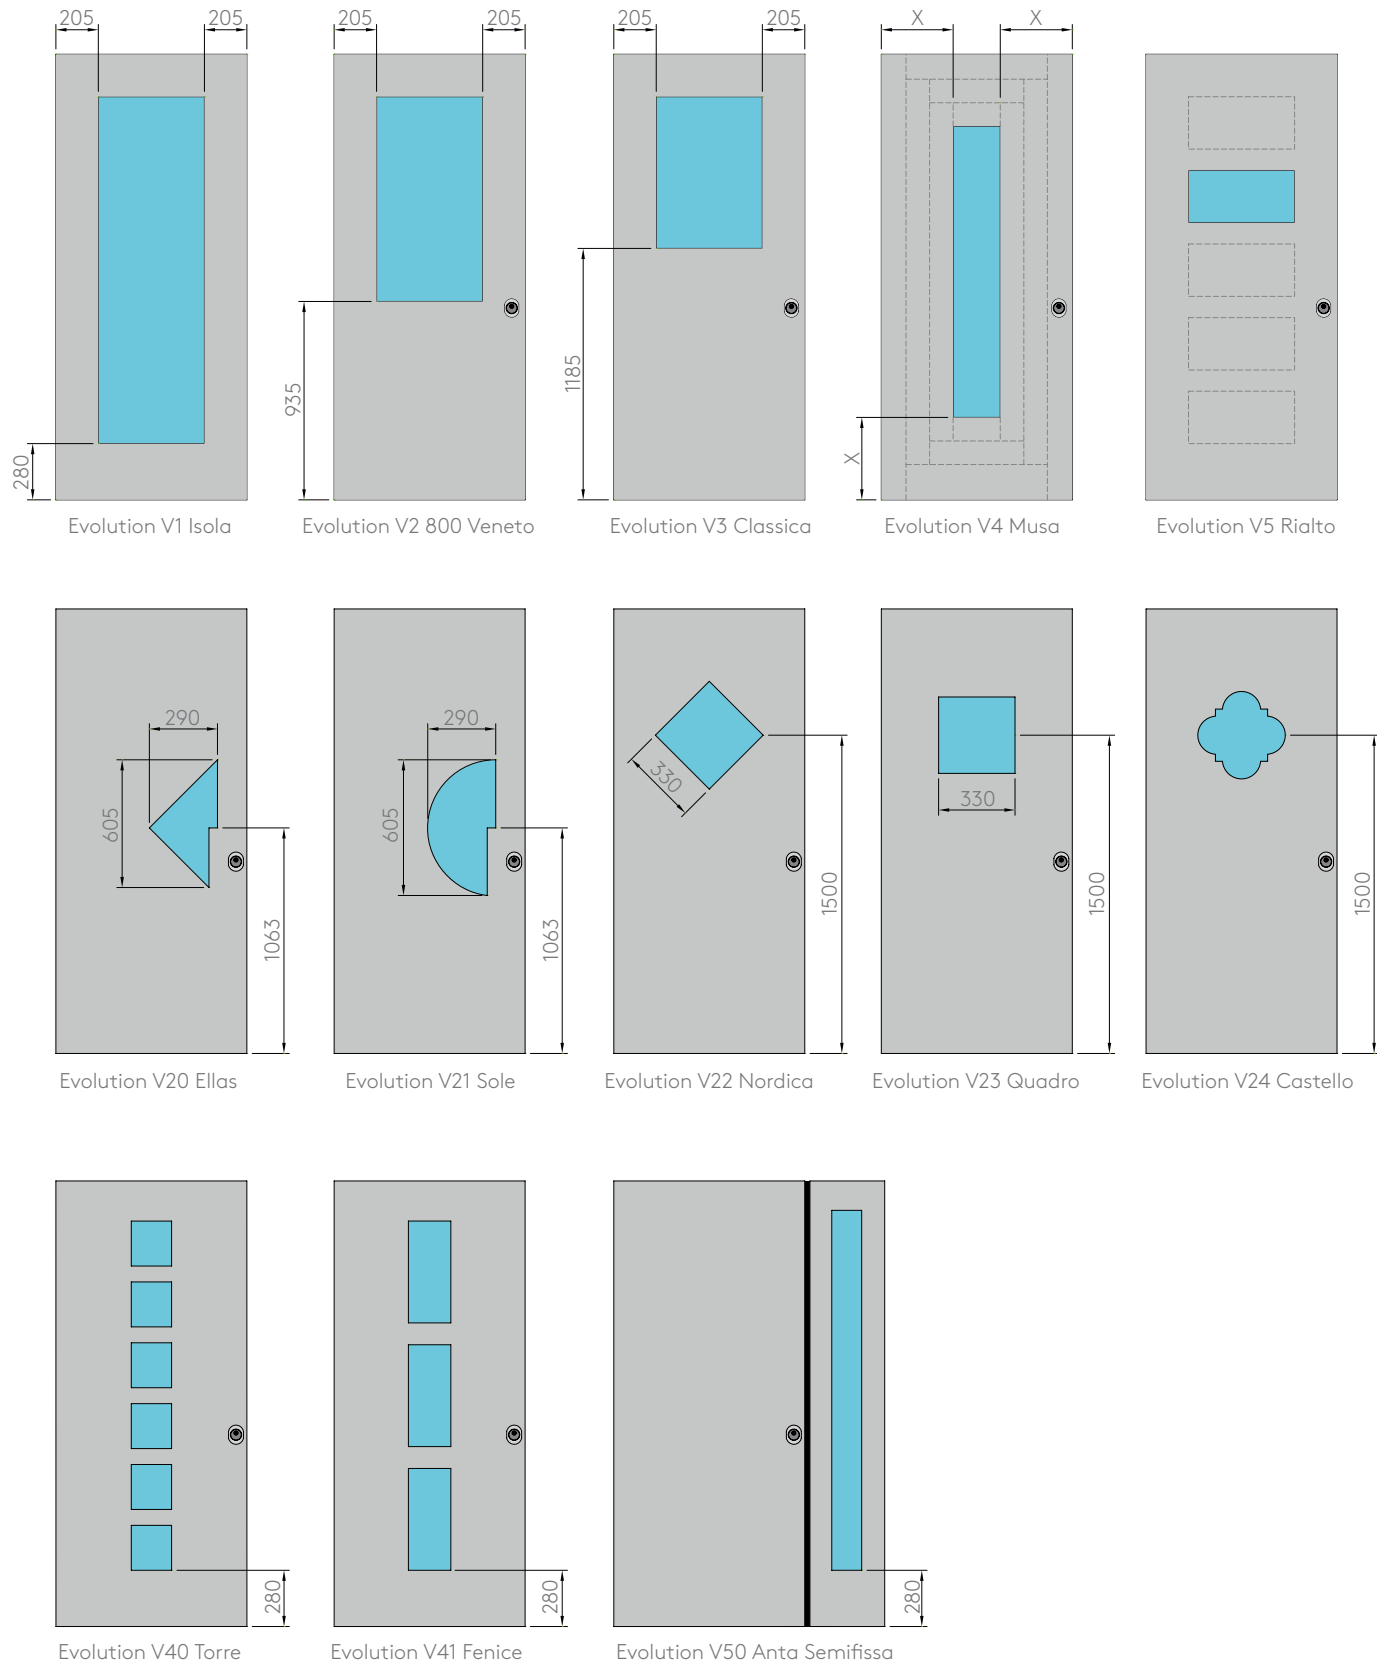 205 205 205 205 205 205 X X
280
935
1185
X
Evolution V1 Isola
Evolution V2 800 Veneto
Evolution V3 Classica
Evolution V4 Musa
Evolution V5 Rialto
290
605
1063
290
605
1063
330
1500
330
1500
1500
Evolution V20 Ellas
Evolution V21 Sole
Evolution V22 Nordica
Evolution V23 Quadro
Evolution V24 Castello
280
280
280
Evolution V40 Torre
Evolution V41 Fenice
Evolution V50 Anta Semifissa